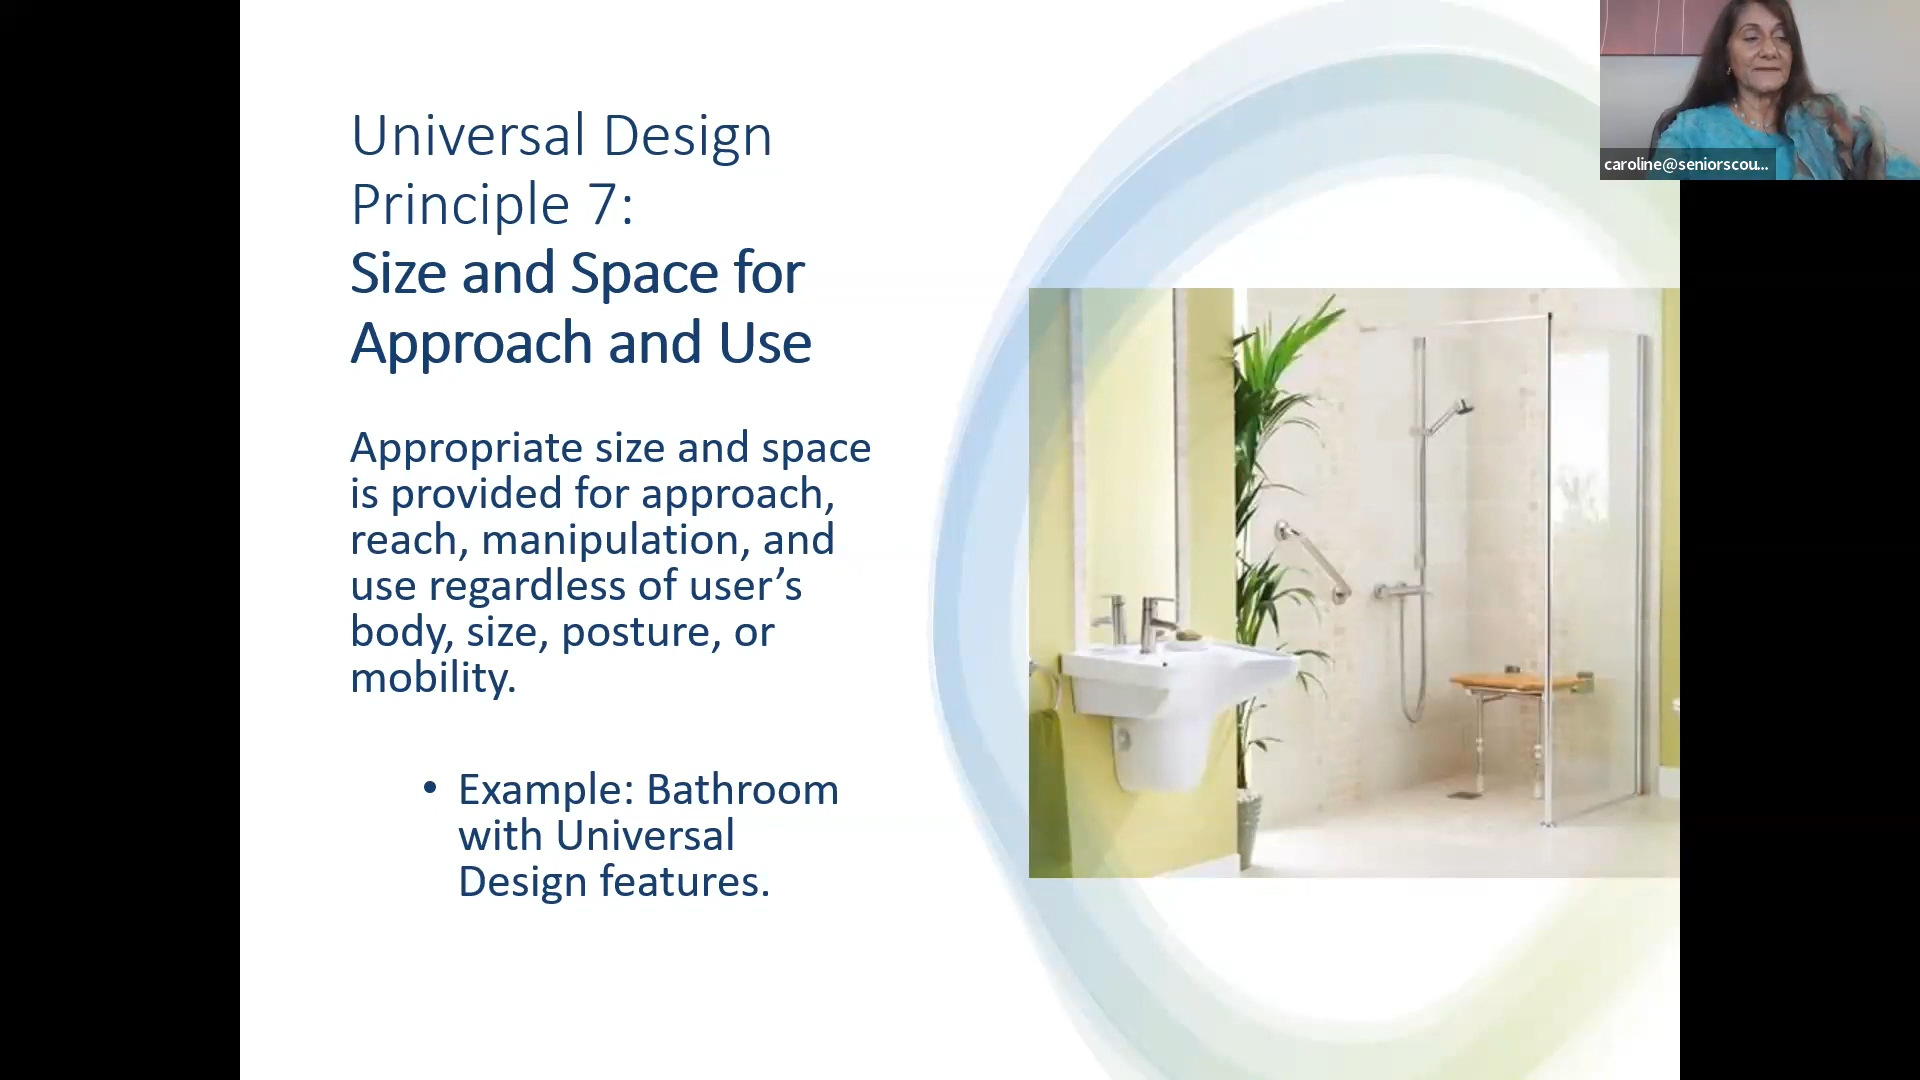 Universal Design
Principle 7:
Size and Space for
Approach and Use
Appropriate size and space
is provided for approach,
reach, manipulation, and
use regardless of user’s
body, size, posture, or
mobility.
• Example: Bathroom
with Universal
Design features.
caroline@seniorscou...